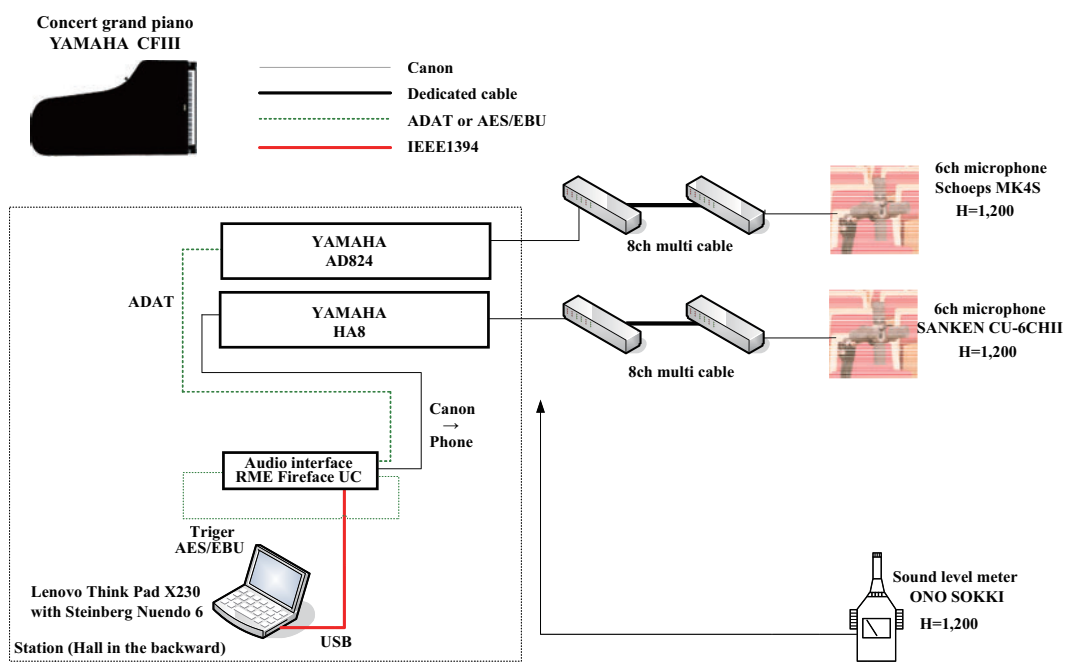 Concert grand piano
YAMAHA CFIII
Canon
Dedicated cable
ADAT or AES/EBU
IEEE1394
6ch microphone
Schoeps MK4S
H=1,200
8ch multi cable
YAMAHA
AD824
ADAT
YAMAHA
HA8
6ch microphone
SANKEN CU-6CHII
H=1,200
8ch multi cable
Canon
→
Phone
Audio interface
RME Fireface UC
Triger
AES/EBU
Lenovo Think Pad X230
with Steinberg Nuendo 6
USB
Station (Hall in the backward)
Sound level meter
ONO SOKKI
H=1,200